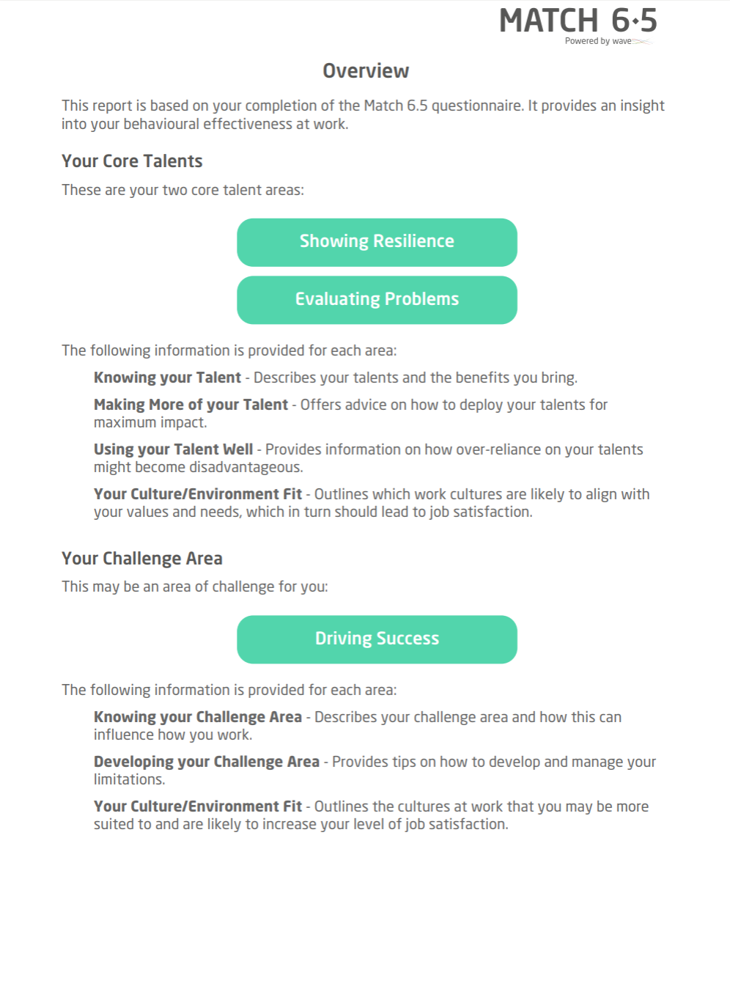 MATCH 6·5
Powered by wave
Overview
This report is based on your completion of the Match 6.5 questionnaire. It provides an insight
into your behavioural effectiveness at work.
Your Core Talents
These are your two core talent areas:
Showing Resilience
Evaluating Problems
The following information is provided for each area:
Knowing your Talent - Describes your talents and the benefits you bring.
Making More of your Talent - Offers advice on how to deploy your talents for
maximum impact.
Using your Talent Well - Provides information on how over-reliance on your talents
might become disadvantageous.
Your Culture/Environment Fit - Outlines which work cultures are likely to align with
your values and needs, which in turn should lead to job satisfaction.
Your Challenge Area
This may be an area of challenge for you:
Driving Success
The following information is provided for each area:
Knowing your Challenge Area - Describes your challenge area and how this can
influence how you work.
Developing your Challenge Area - Provides tips on how to develop and manage your
limitations.
Your Culture/Environment Fit - Outlines the cultures at work that you may be more
suited to and are likely to increase your level of job satisfaction.